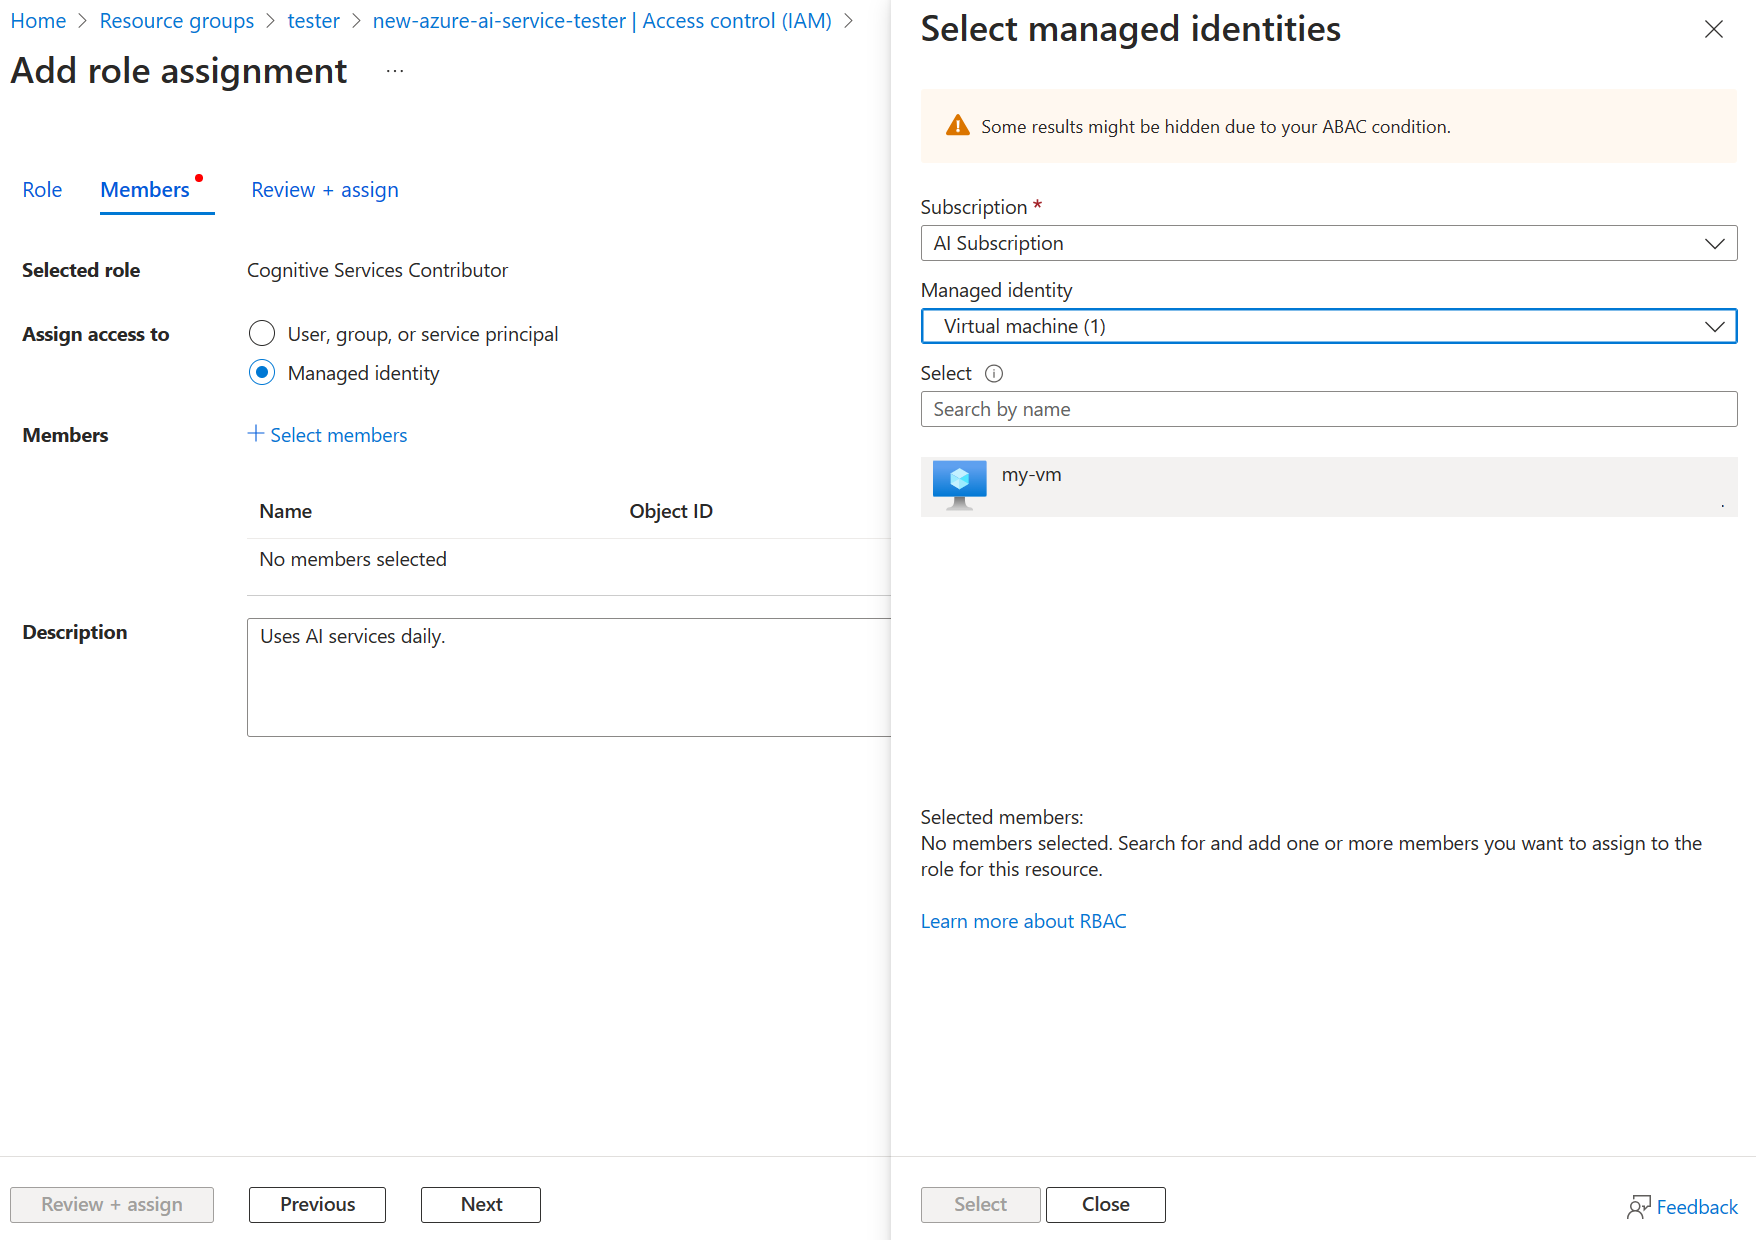 Home > Resource groups > tester > new-azure-ai-service-tester | Access control (IAM) >
Add role assignment ...
Role Members Review + assign
Selected role Cognitive Services Contributor
Assign access to User, group, or service principal
Managed identity
Members + Select members
Name Object ID
No members selected
Description Uses AI services daily.
Review + assign Previous Next
Select managed identities
Some results might be hidden due to your ABAC condition.
Subscription *
AI Subscription
Managed identity
Virtual machine (1)
Select
Search by name
my-vm
.
Selected members:
No members selected. Search for and add one or more members you want to assign to the
role for this resource.
Learn more about RBAC
Select Close Feedback